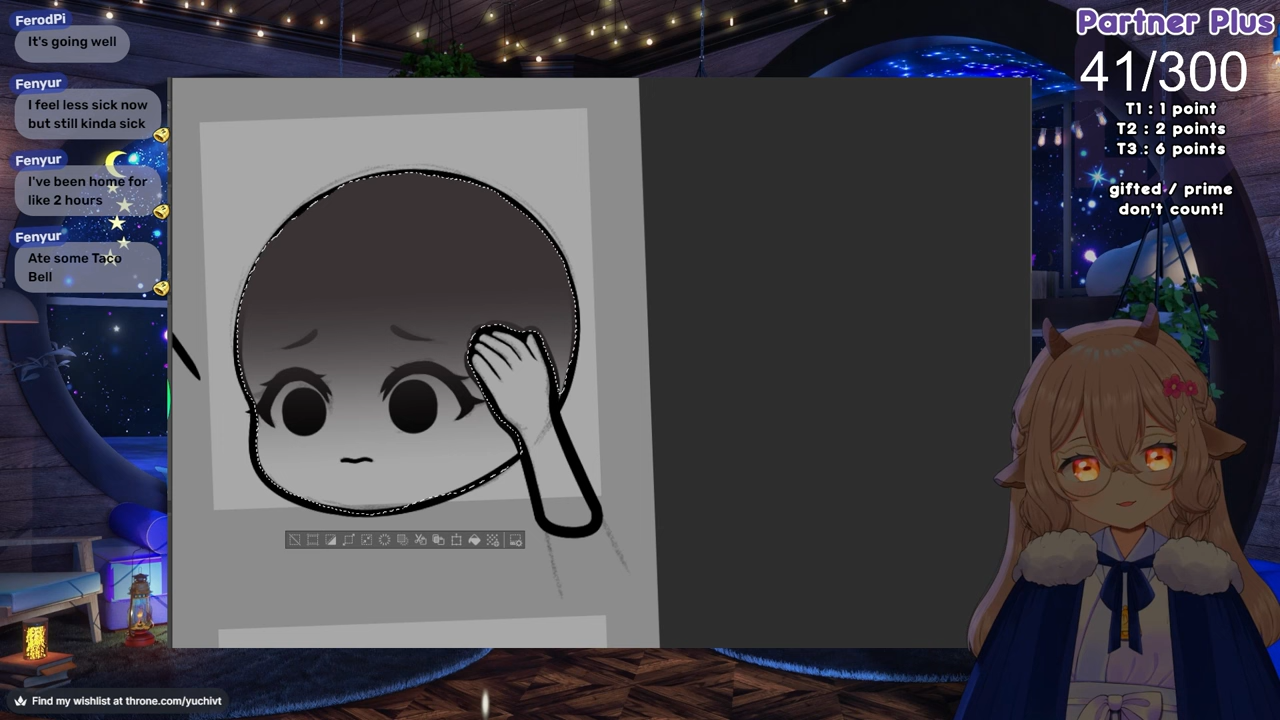 FerodPi
It's going well
Fenyur
I feel less sick now
but still kinda sick
Fenyur
I've been home for
like 2 hours
Fenyur
Ate some Taco
Bell
Partner Plus
41/300
T1 : 1 point
T2 : 2 points
T3 : 6 points
gifted / prime
don't count!
Find my wishlist at throne.com/yuchivt